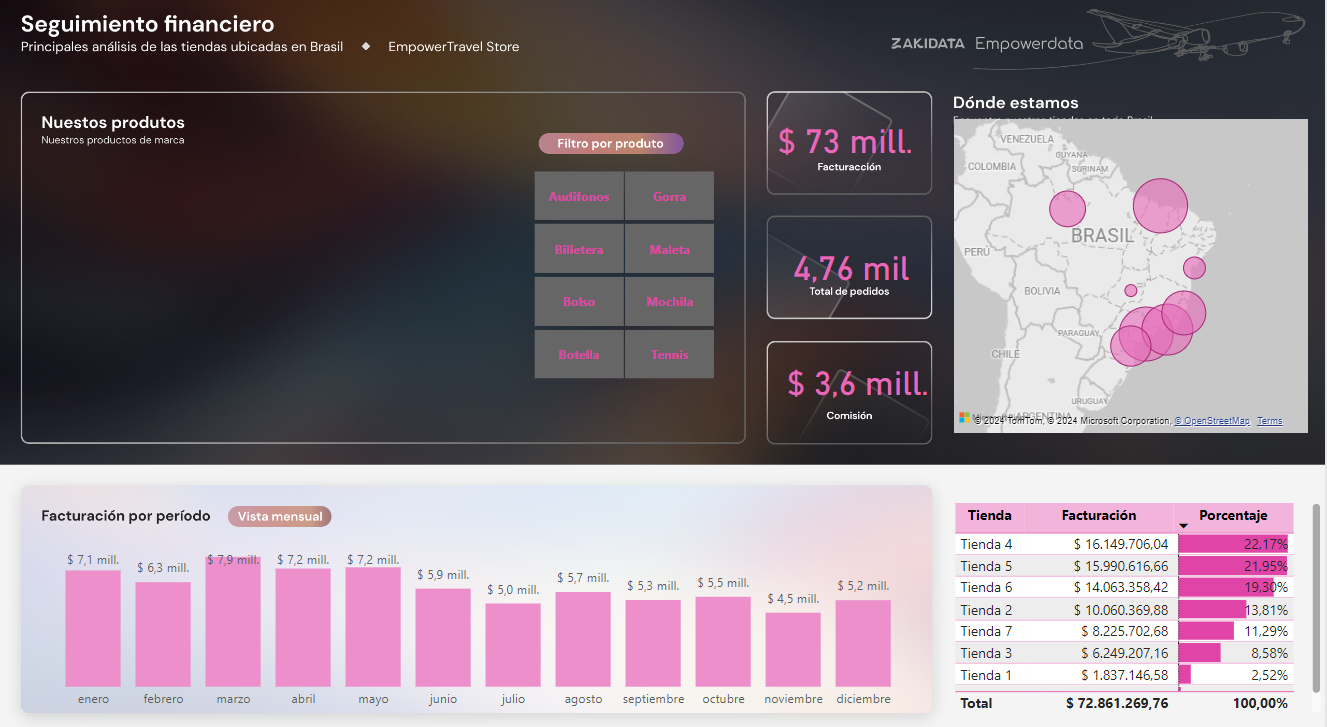 Seguimiento financiero
Principales análisis de las tiendas ubicadas en Brasil ◆ EmpowerTravel Store
ZAKIDATA Empowerdata
Nuestos produtos
Nuestros productos de marca
Filtro por produto
Audifonos Gorra
Billetera Maleta
Bolso Mochila
Botella Tennis
$ 73 mill.
Facturacción
4,76 mil
Total de pedidos
$ 3,6 mill.
Comisión
Dónde estamos
VENEZUELA
GUYANA
COLOMBIA
SURINAM
BRASIL
PERÚ
BOLIVIA
PARAGUAY
CHILE
URUGUAY
ARGENTINA
© 2024 TomTom, © 2024 Microsoft Corporation, © OpenStreetMap Terms
Facturación por período Vista mensual
$ 7,1 mill. $ 6,3 mill. $ 7,9 mill. $ 7,2 mill. $ 7,2 mill. $ 5,9 mill. $ 5,0 mill. $ 5,7 mill. $ 5,3 mill. $ 5,5 mill. $ 4,5 mill. $ 5,2 mill.
enero febrero marzo abril mayo junio julio agosto septiembre octubre noviembre diciembre
Tienda Facturación Porcentaje
Tienda 4 $ 16.149.706,04 22,17%
Tienda 5 $ 15.990.616,66 21,95%
Tienda 6 $ 14.063.358,42 19,30%
Tienda 2 $ 10.060.369,88 13,81%
Tienda 7 $ 8.225.702,68 11,29%
Tienda 3 $ 6.249.207,16 8,58%
Tienda 1 $ 1.837.146,58 2,52%
Total $ 72.861.269,76 100,00%